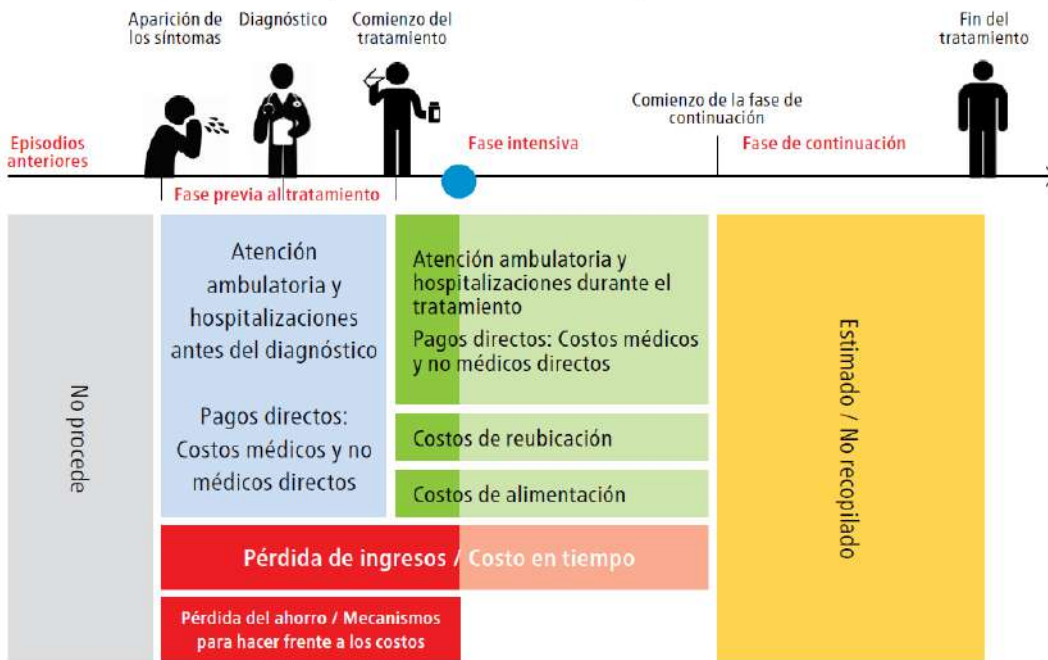 Aparición de
los síntomas
Diagnóstico
Comienzo del
tratamiento
Fin del
tratamiento
Comienzo de la fase de
continuación
Episodios
anteriores
Fase intensiva
Fase de continuación
Fase previa al tratamiento
No procede
Atención
ambulatoria y
hospitalizaciones
antes del diagnóstico
Pagos directos:
Costos médicos y no
médicos directos
Atención ambulatoria y
hospitalizaciones durante el
tratamiento
Pagos directos: Costos médicos
y no médicos directos
Costos de reubicación
Costos de alimentación
Pérdida de ingresos / Costo en tiempo
Pérdida del ahorro / Mecanismos
para hacer frente a los costos
Estimado / No recopilado